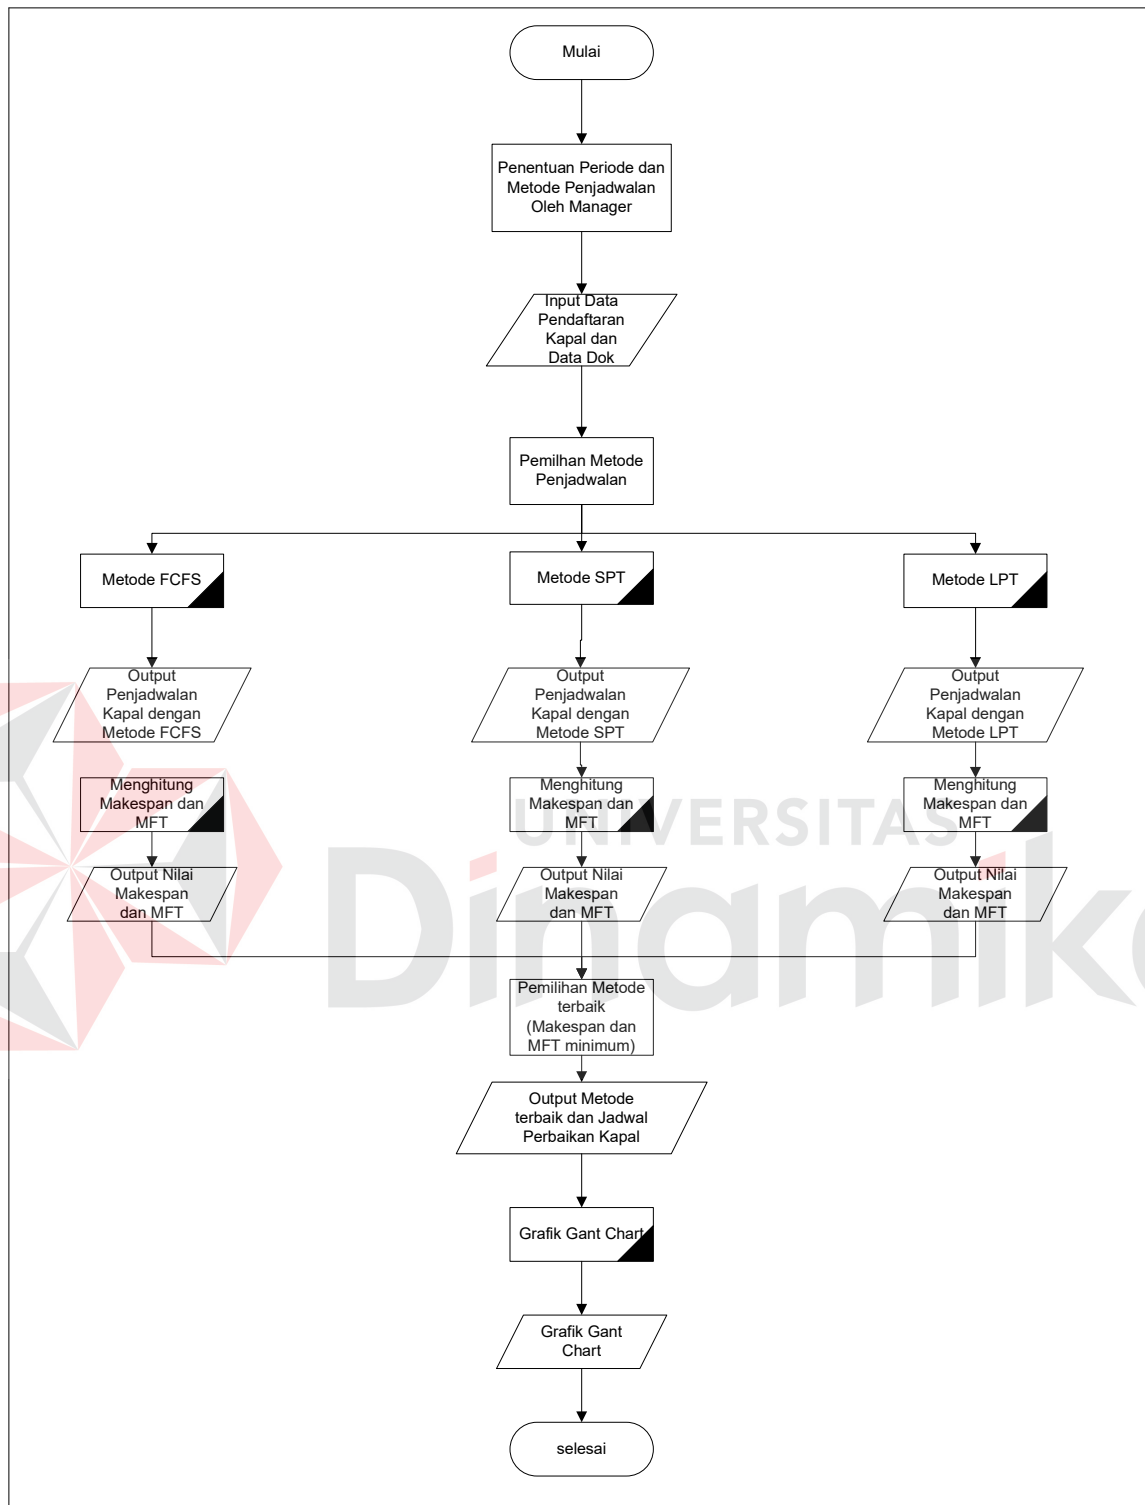 Mulai
Penentuan Periode dan
Metode Penjadwalan
Oleh Manager
Input Data
Pendaftaran
Kapal dan
Data Dok
Pemilhan Metode
Penjadwalan
Metode FCFS
Metode SPT
Metode LPT
Output
Penjadwalan
Kapal dengan
Metode FCFS
Output
Penjadwalan
Kapal dengan
Metode SPT
Output
Penjadwalan
Kapal dengan
Metode LPT
Menghitung
Makespan dan
MFT
Menghitung
Makespan dan
MFT
Menghitung
Makespan dan
MFT
UNIVERSITAS
Dinamika
Output Nilai
Makespan
dan MFT
Output Nilai
Makespan
dan MFT
Output Nilai
Makespan
dan MFT
Pemilihan Metode
terbaik
(Makespan dan
MFT minimum)
Output Metode
terbaik dan Jadwal
Perbaikan Kapal
Grafik Gant Chart
Grafik Gant
Chart
selesai